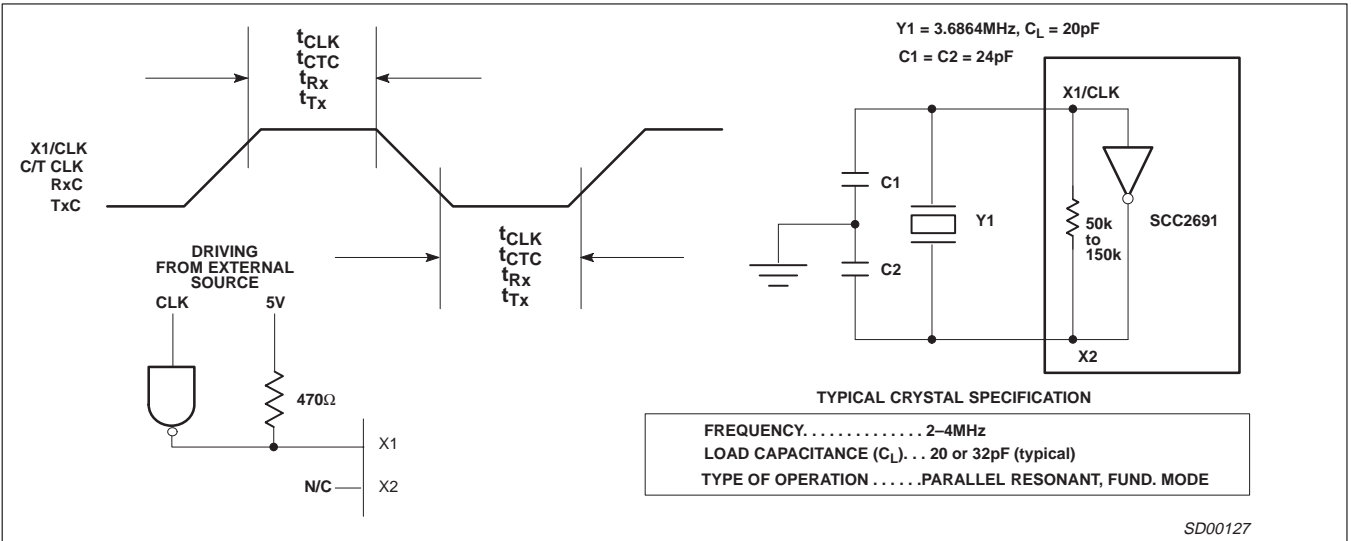 tCLK
tCTC
tRx
tTx
X1/CLK
C/T CLK
RxC
TxC
tCLK
tCTC
tRx
tTx
DRIVING
FROM EXTERNAL
SOURCE
CLK
5V
470Ω
X1
N/C
X2
Y1 = 3.6864MHz, CL = 20pF
C1 = C2 = 24pF
X1/CLK
C1
Y1
C2
50k
to
150k
SCC2691
X2
TYPICAL CRYSTAL SPECIFICATION
FREQUENCY. . . . . . . . . . . . . . 2–4MHz
LOAD CAPACITANCE (CL). . . 20 or 32pF (typical)
TYPE OF OPERATION . . . . . .PARALLEL RESONANT, FUND. MODE
SD00127